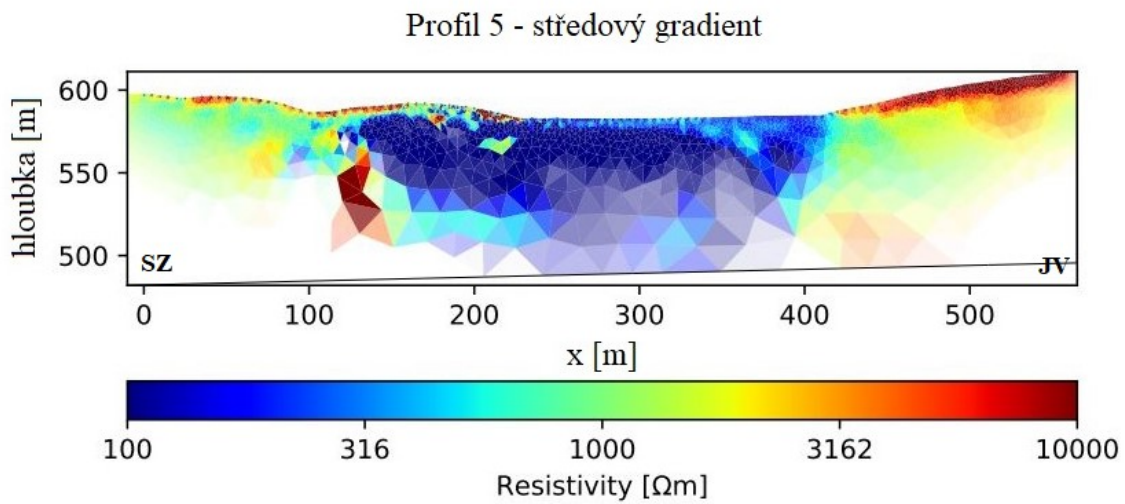 Profil 5 - středový gradient
600
550
500
hloubka [m]
SZ
JV
0 100 200 300 400 500
x [m]
100 316 1000 3162 10000
Resistivity [Ωm]